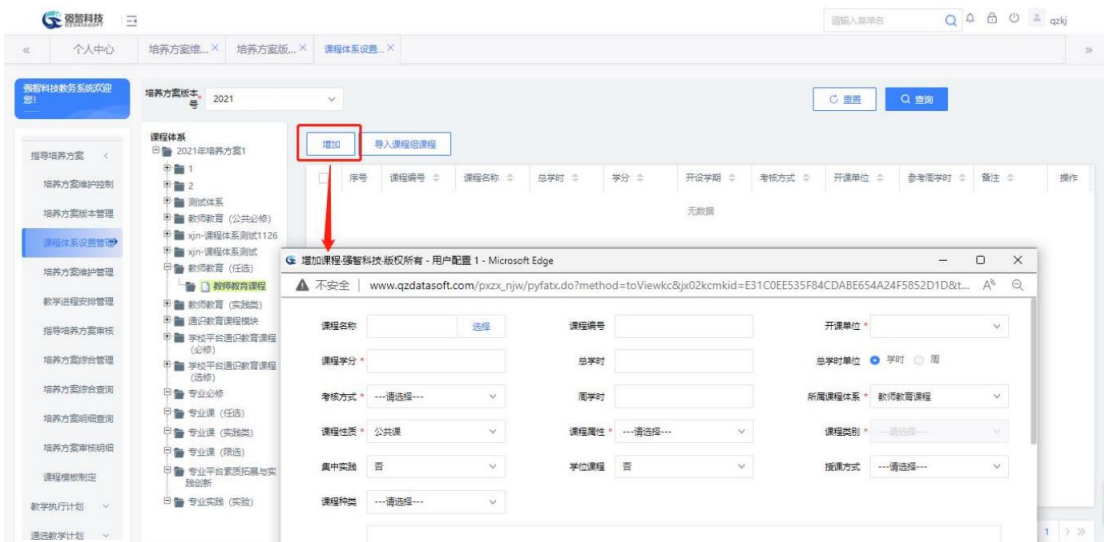 强智科技
请输入菜单名
qzkj
个人中心
培养方案维...
培养方案版...
课程体系设置...
强智科技教务系统欢迎您!
指导培养方案
培养方案维护控制
培养方案版本管理
课程体系设置管理
培养方案维护管理
教学进程安排管理
指导培养方案审核
培养方案综合管理
培养方案综合查询
培养方案明细查询
培养方案审核明细
课程模板制定
教学执行计划
通选教学计划
培养方案版本号*
2021
重置
查询
课程体系
2021年培养方案1
1
2
测试体系
教师教育（公共必修）
xjn-课程体系测试1126
xjn-课程体系测试
教师教育（任选）
教师教育课程
教师教育（实践类）
通识教育课程模块
学校平台通识教育课程（必修）
学校平台通识教育课程（选修）
专业必修
专业课（任选）
专业课（实践类）
专业课（限选）
专业平台素质拓展与实践创新
专业实践（实验）
增加
导入课程组课程
序号 课程编号 课程名称 总学时 学分 开设学期 考核方式 开课单位 参考周学时 备注 操作
无数据
增加课程-强智科技-版权所有 - 用户配置 1 - Microsoft Edge
不安全 | www.qzdatasoft.com/pxzx_njw/pyfatx.do?method=toViewkc&jx02kcmkid=E31C0EE535F84CDABE654A24F5852D1D&t...
课程名称 选择 课程编号 开课单位 *
课程学分 * 总学时 总学时单位 学时 周
考核方式 * ---请选择--- 周学时 所属课程体系 * 教师教育课程
课程性质 * 公共课 课程属性 * ---请选择--- 课程类别 * ---请选择---
集中实践 否 学位课程 否 授课方式 ---请选择---
课程种类 ---请选择---
1